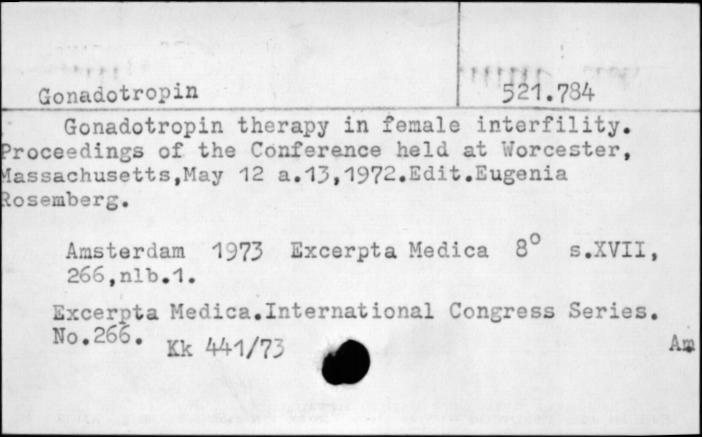 Gonadotropin 521.784
Gonadotropin therapy in female interfility.
Proceedings of the Conference held at Worcester,
Massachusetts,May 12 a.13,1972.Edit.Eugenia
Rosemberg.
Amsterdam 1973 Excerpta Medica 8° s.XVII,
266,nlb.1.
Excerpta Medica.International Congress Series.
No.266.
Kk 441/73
Am